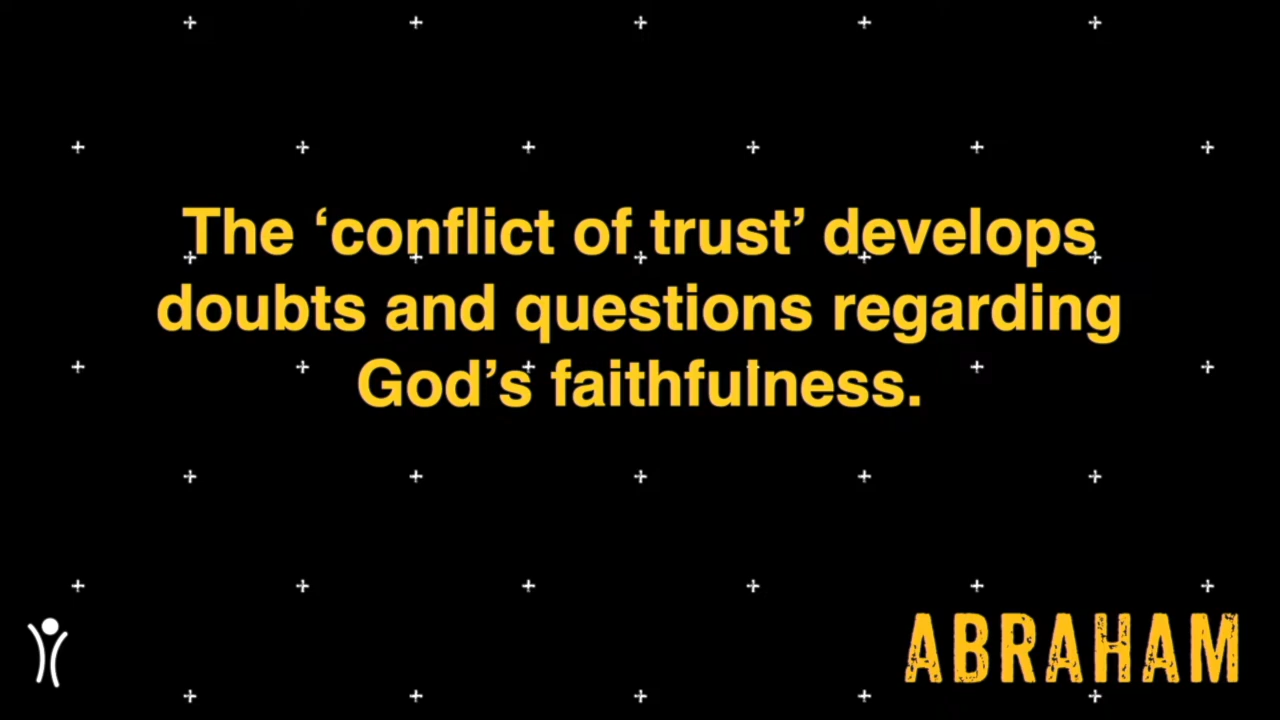 The ‘conflict of trust’ develops
doubts and questions regarding
God’s faithfulness.
ABRAHAM